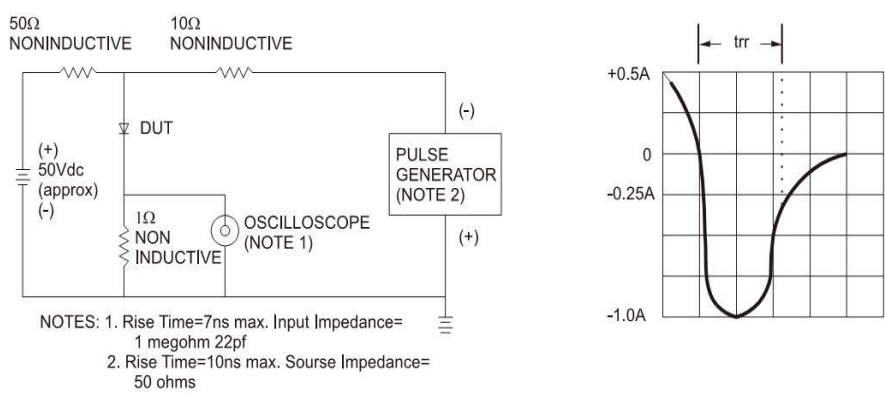 50Ω
NONINDUCTIVE
10Ω
NONINDUCTIVE
(+)
50Vdc
(approx)
(-)
DUT
1Ω
NON
INDUCTIVE
OSCILLOSCOPE
(NOTE 1)
(-)
PULSE
GENERATOR
(NOTE 2)
(+)
NOTES: 1. Rise Time=7ns max. Input Impedance=
1 megohm 22pf
2. Rise Time=10ns max. Sourse Impedance=
50 ohms
trr
+0.5A
0
-0.25A
-1.0A